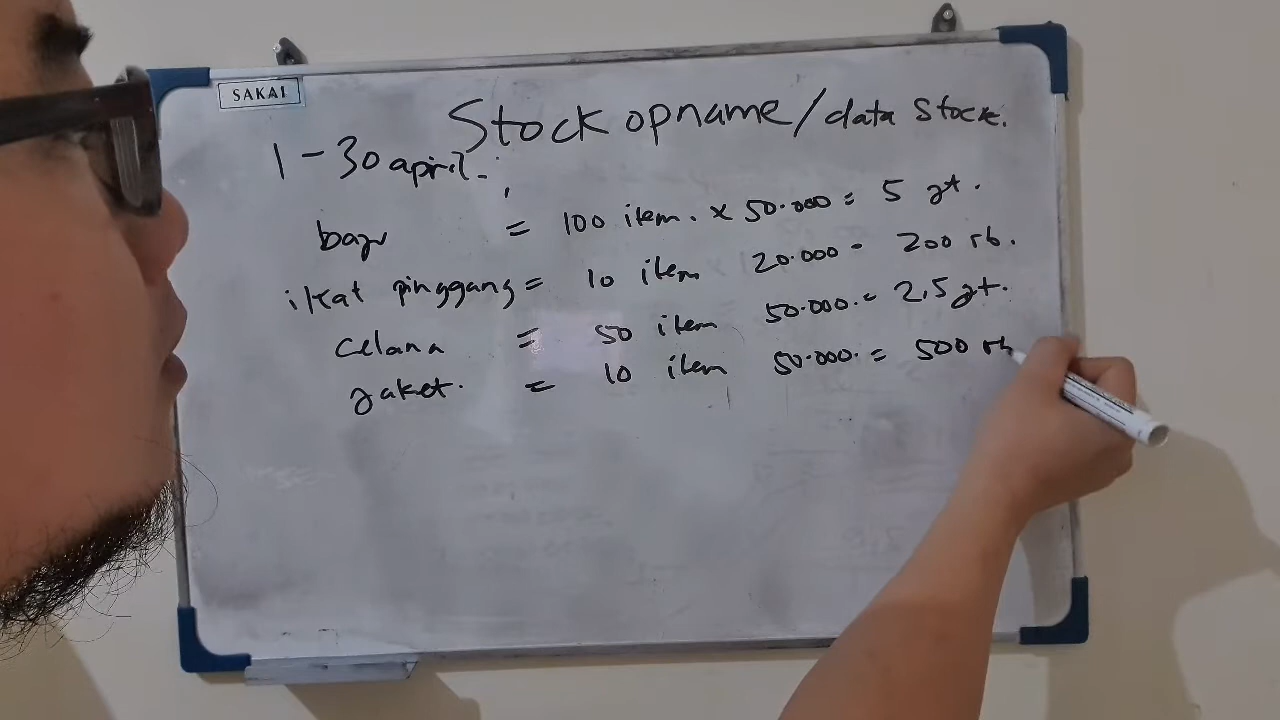 SAKAI
Stock opname/data Stock.
1 - 30 april.
baju = 100 item. x 50.000 = 5 jt.
ikat pinggang = 10 item 20.000 = 200 rb.
Celana = 50 item 50.000. = 2,5 jt.
jaket. = 10 item 50.000. = 500 rb